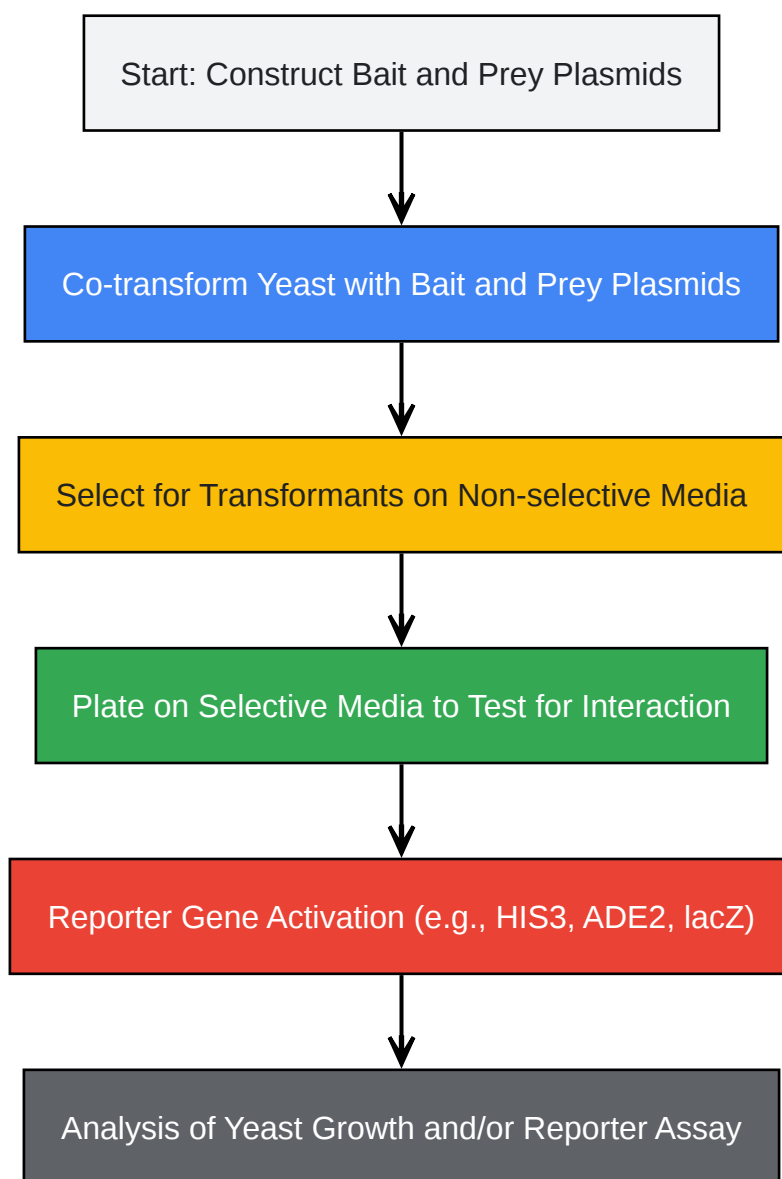 Start: Construct Bait and Prey Plasmids
Co-transform Yeast with Bait and Prey Plasmids
Select for Transformants on Non-selective Media
Plate on Selective Media to Test for Interaction
Reporter Gene Activation (e.g., HIS3, ADE2, lacZ)
Analysis of Yeast Growth and/or Reporter Assay